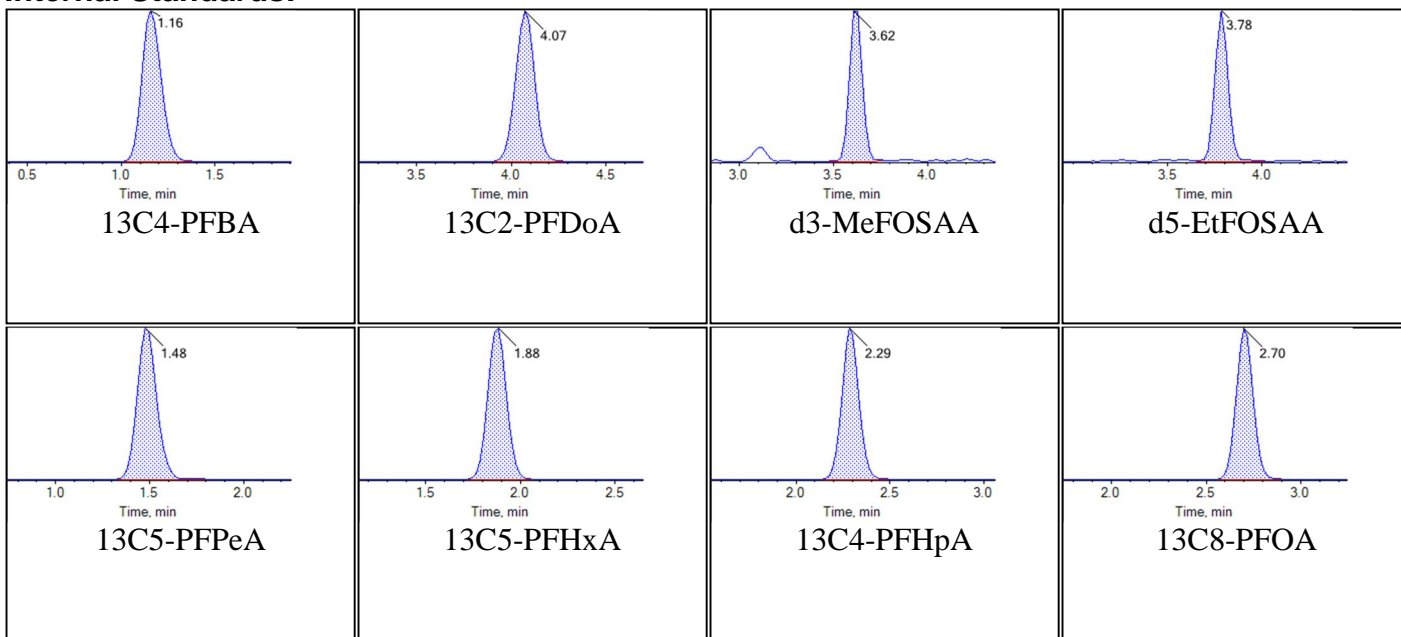 Internal Standards:
1.16
4.07
3.62
3.78
0.5 1.0 1.5
3.5 4.0 4.5
3.0 3.5 4.0
3.5 4.0
Time, min
Time, min
Time, min
Time, min
13C4-PFBA
13C2-PFDoA
d3-MeFOSAA
d5-EtFOSAA
1.48
1.88
2.29
2.70
1.0 1.5 2.0
1.5 2.0 2.5
2.0 2.5 3.0
2.0 2.5 3.0
Time, min
Time, min
Time, min
Time, min
13C5-PFPeA
13C5-PFHxA
13C4-PFHpA
13C8-PFOA